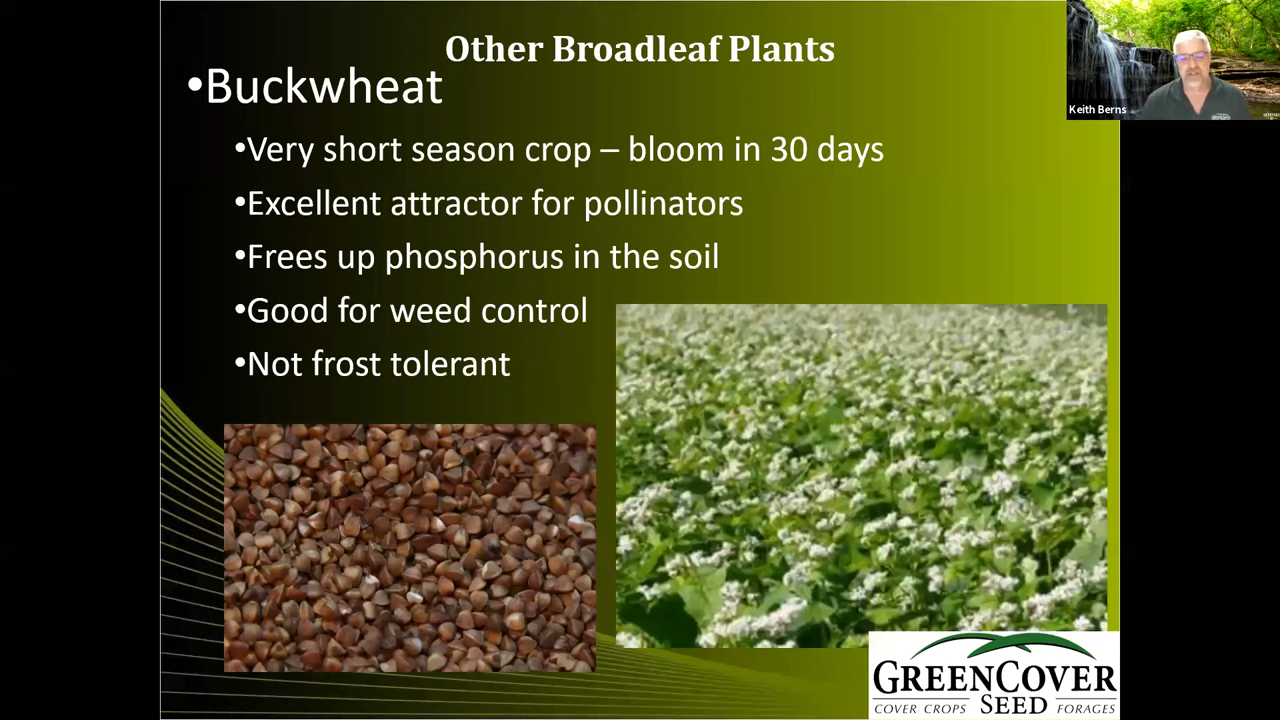 Other Broadleaf Plants
•Buckwheat
•Very short season crop – bloom in 30 days
•Excellent attractor for pollinators
•Frees up phosphorus in the soil
•Good for weed control
•Not frost tolerant
Keith Berns
GREENCOVER
COVER CROPS SEED FORAGES